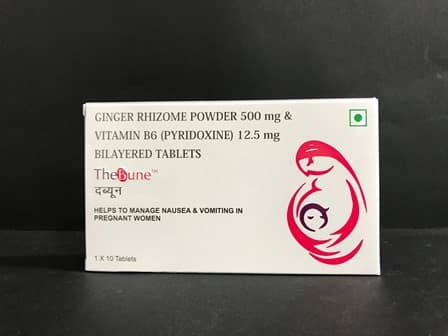 GINGER RHIZOME POWDER 500 mg &
VITAMIN B6 (PYRIDOXINE) 12.5 mg
BILAYERED TABLETS
TheBune™
दब्यून
HELPS TO MANAGE NAUSEA & VOMITING IN
PREGNANT WOMEN
1 X 10 Tablets